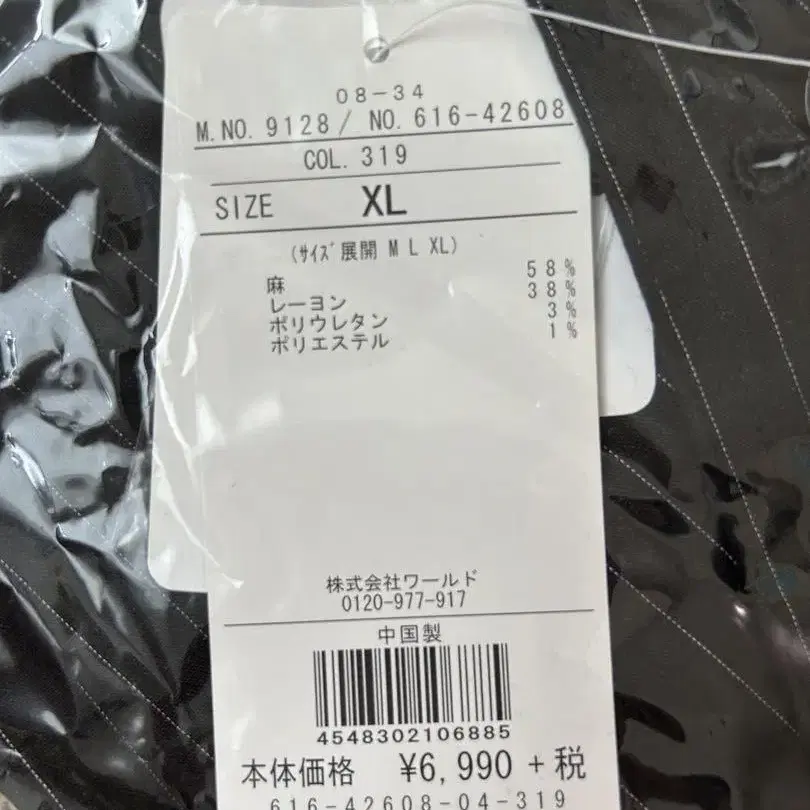 08-34
M.NO. 9128 / NO. 616-42608
COL. 319
SIZE XL
(ｻｲｽﾞ展開 M L XL)
麻 58%
レーヨン 38%
ポリウレタン 3%
ポリエステル 1%
株式会社ワールド
0120-977-917
中国製
4548302106885
本体価格 ¥6,990 + 税
616-42608-04-319